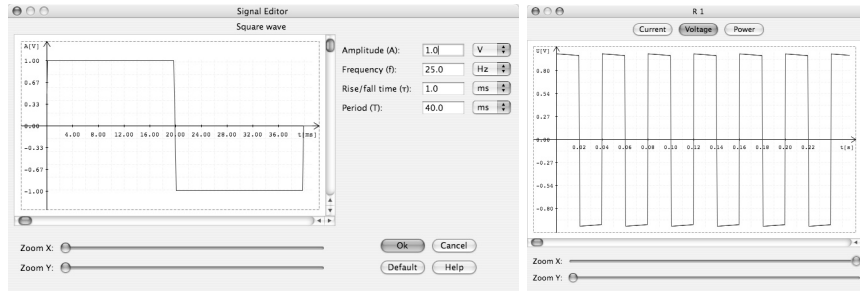 Signal Editor
Square wave
A[V]
1.00
0.67
0.33
0.00
-0.33
-0.67
-1.00
4.00 8.00 12.00 16.00 20.00 24.00 28.00 32.00 36.00 t[ms]
Amplitude (A): 1.0 V
Frequency (f): 25.0 Hz
Rise/fall time (τ): 1.0 ms
Period (T): 40.0 ms
Zoom X:
Zoom Y:
Ok Cancel
Default Help
R 1
Current Voltage Power
U[V]
0.80
0.54
0.27
0.00
-0.27
-0.54
-0.80
0.02 0.04 0.06 0.08 0.10 0.12 0.14 0.16 0.18 0.20 0.22 t[s]
Zoom X:
Zoom Y: